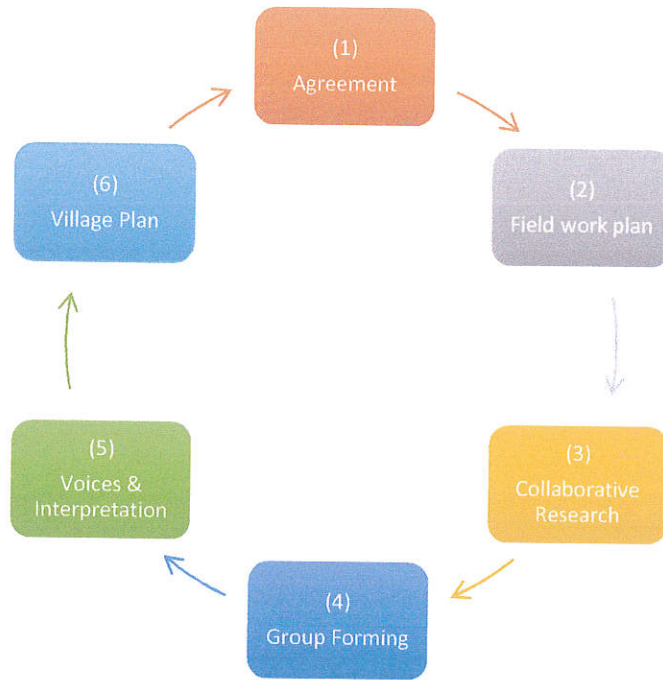 (1)
Agreement
(2)
Field work plan
(3)
Collaborative
Research
(4)
Group Forming
(5)
Voices &
Interpretation
(6)
Village Plan